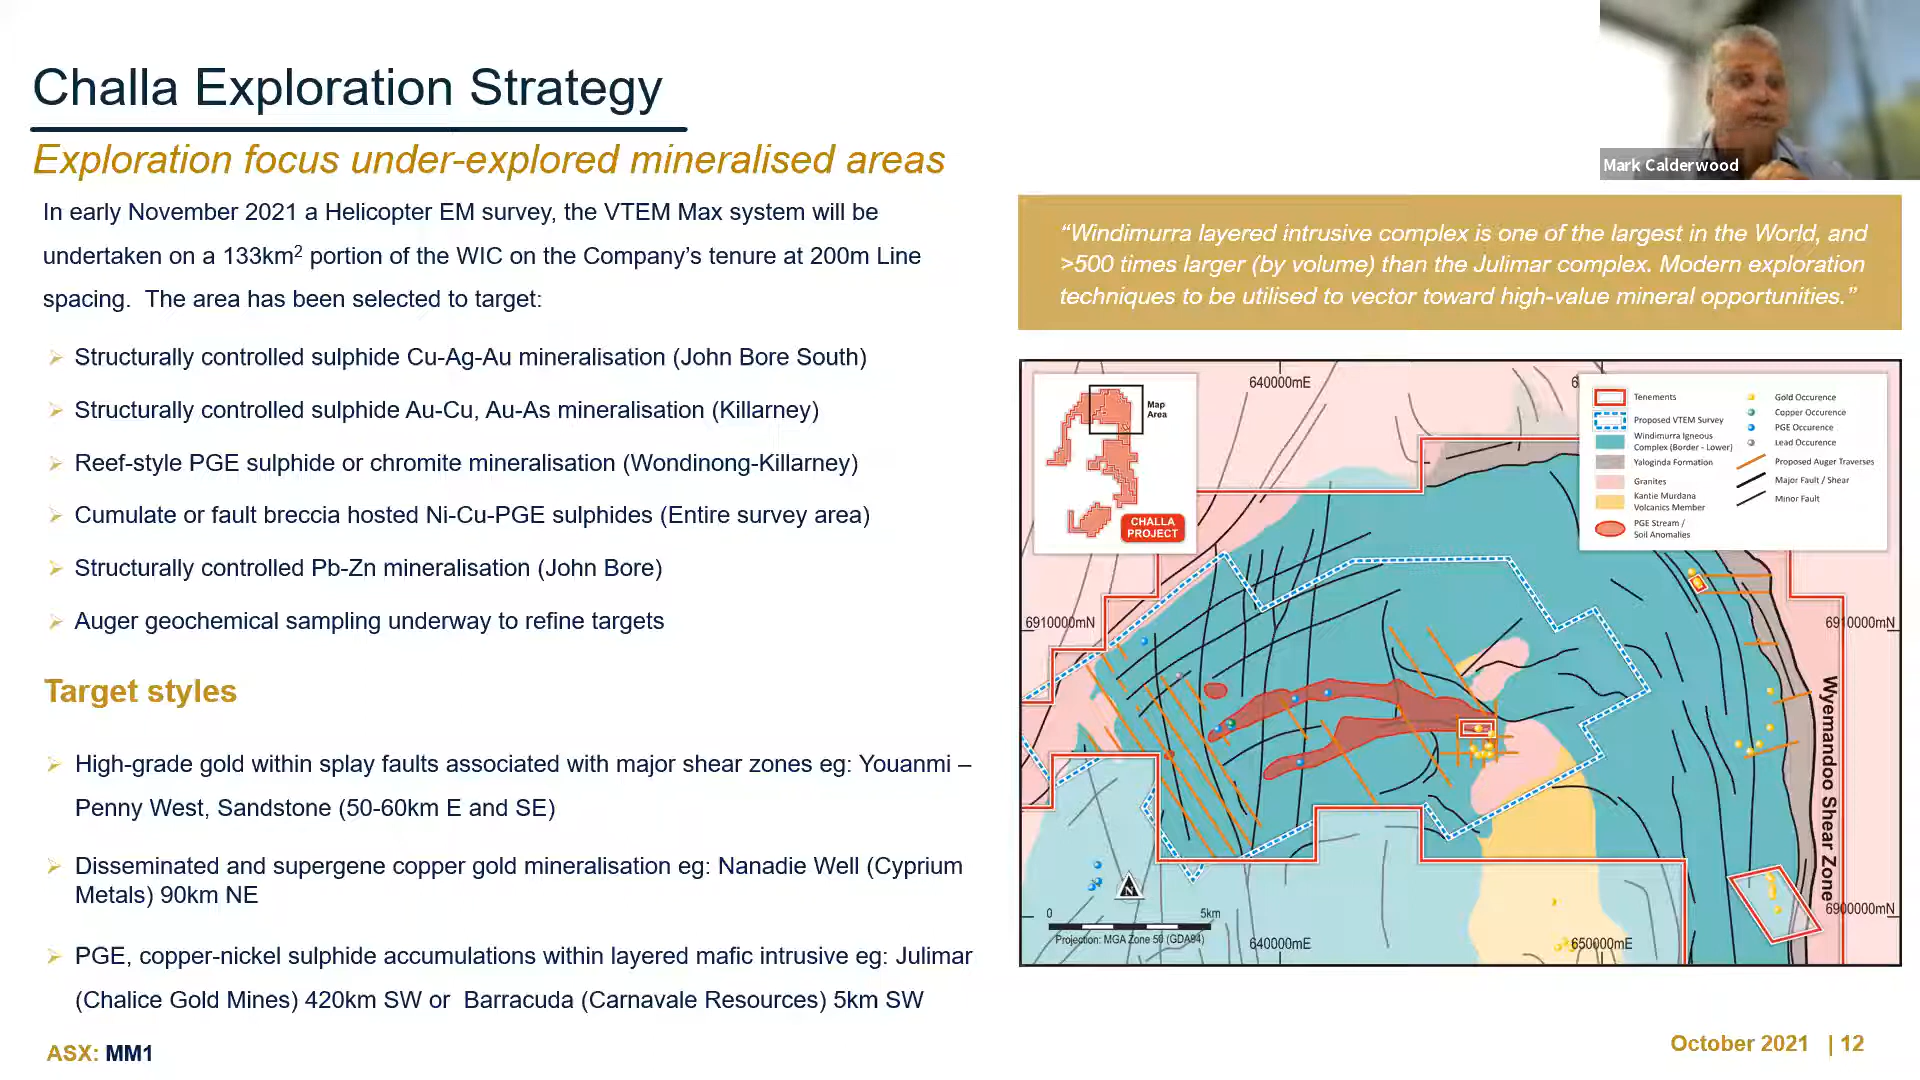 Challa Exploration Strategy
Exploration focus under-explored mineralised areas
In early November 2021 a Helicopter EM survey, the VTEM Max system will be
undertaken on a 133km² portion of the WIC on the Company’s tenure at 200m Line
spacing.  The area has been selected to target:
Structurally controlled sulphide Cu-Ag-Au mineralisation (John Bore South)
Structurally controlled sulphide Au-Cu, Au-As mineralisation (Killarney)
Reef-style PGE sulphide or chromite mineralisation (Wondinong-Killarney)
Cumulate or fault breccia hosted Ni-Cu-PGE sulphides (Entire survey area)
Structurally controlled Pb-Zn mineralisation (John Bore)
Auger geochemical sampling underway to refine targets
Target styles
High-grade gold within splay faults associated with major shear zones eg: Youanmi –
Penny West, Sandstone (50-60km E and SE)
Disseminated and supergene copper gold mineralisation eg: Nanadie Well (Cyprium
Metals) 90km NE
PGE, copper-nickel sulphide accumulations within layered mafic intrusive eg: Julimar
(Chalice Gold Mines) 420km SW or  Barracuda (Carnavale Resources) 5km SW
ASX: MM1
Mark Calderwood
“Windimurra layered intrusive complex is one of the largest in the World, and
>500 times larger (by volume) than the Julimar complex. Modern exploration
techniques to be utilised to vector toward high-value mineral opportunities.”
Map
Area
CHALLA
PROJECT
640000mE
Tenements
Proposed VTEM Survey
Windimurra Igneous
Complex (Border - Lower)
Yaloginda Formation
Granites
Kantie Murdana
Volcanics Member
PGE Stream /
Soil Anomalies
Gold Occurence
Copper Occurence
PGE Occurence
Lead Occurence
Proposed Auger Traverses
Major Fault / Shear
Minor Fault
6910000mN
6910000mN
Wyemandoo Shear Zone
N
0
5km
Projection: MGA Zone 50 (GDA94)
640000mE
650000mE
6900000mN
October 2021 | 12